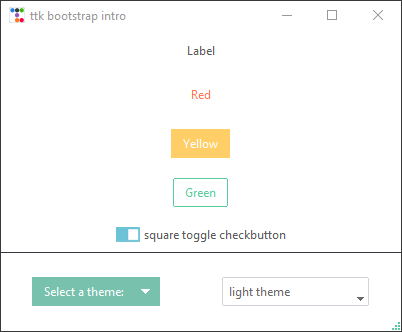 ttk bootstrap intro
Label
Red
Yellow
Green
square toggle checkbutton
Select a theme:
light theme